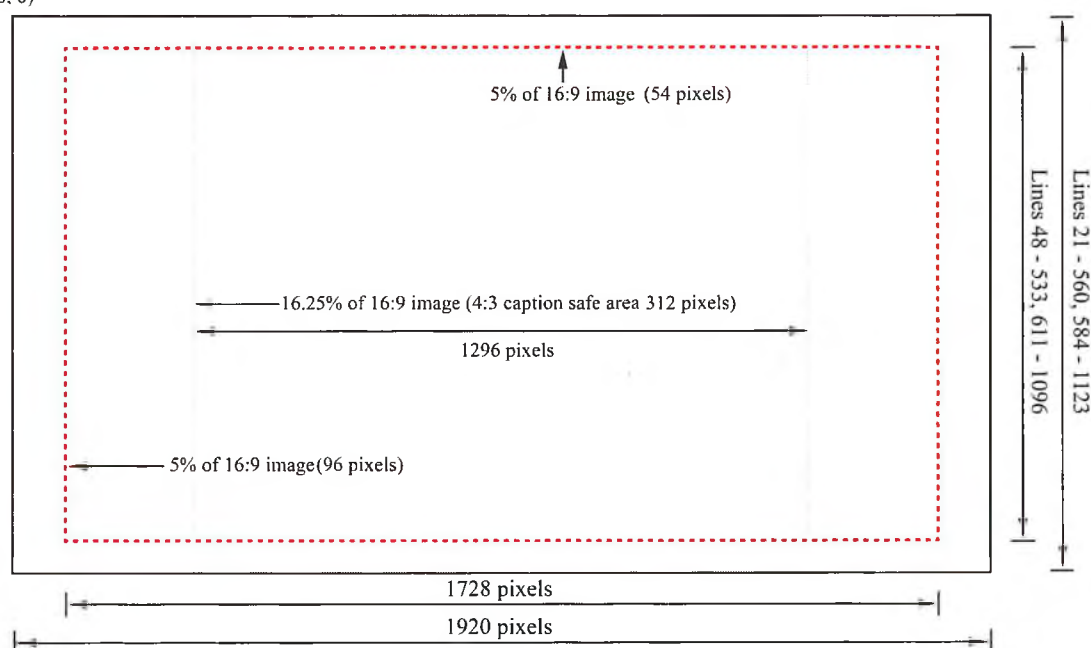 5% of 16:9 image (54 pixels)
16.25% of 16:9 image (4:3 caption safe area 312 pixels)
1296 pixels
5% of 16:9 image(96 pixels)
1728 pixels
1920 pixels
Lines 48 - 533, 611 - 1096
Lines 21 - 560, 584 - 1123